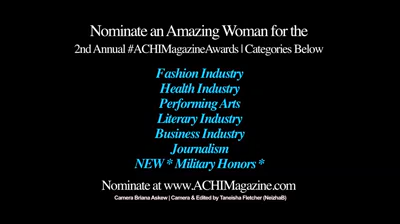 Nominate an Amazing Woman for the
2nd Annual #ACHIMagazineAwards | Categories Below
Fashion Industry
Health Industry
Performing Arts
Literary Industry
Business Industry
Journalism
NEW * Military Honors *
Nominate at www.ACHIMagazine.com
Camera Briana Askew | Camera & Edited by Taneisha Fletcher (NeizhaB)